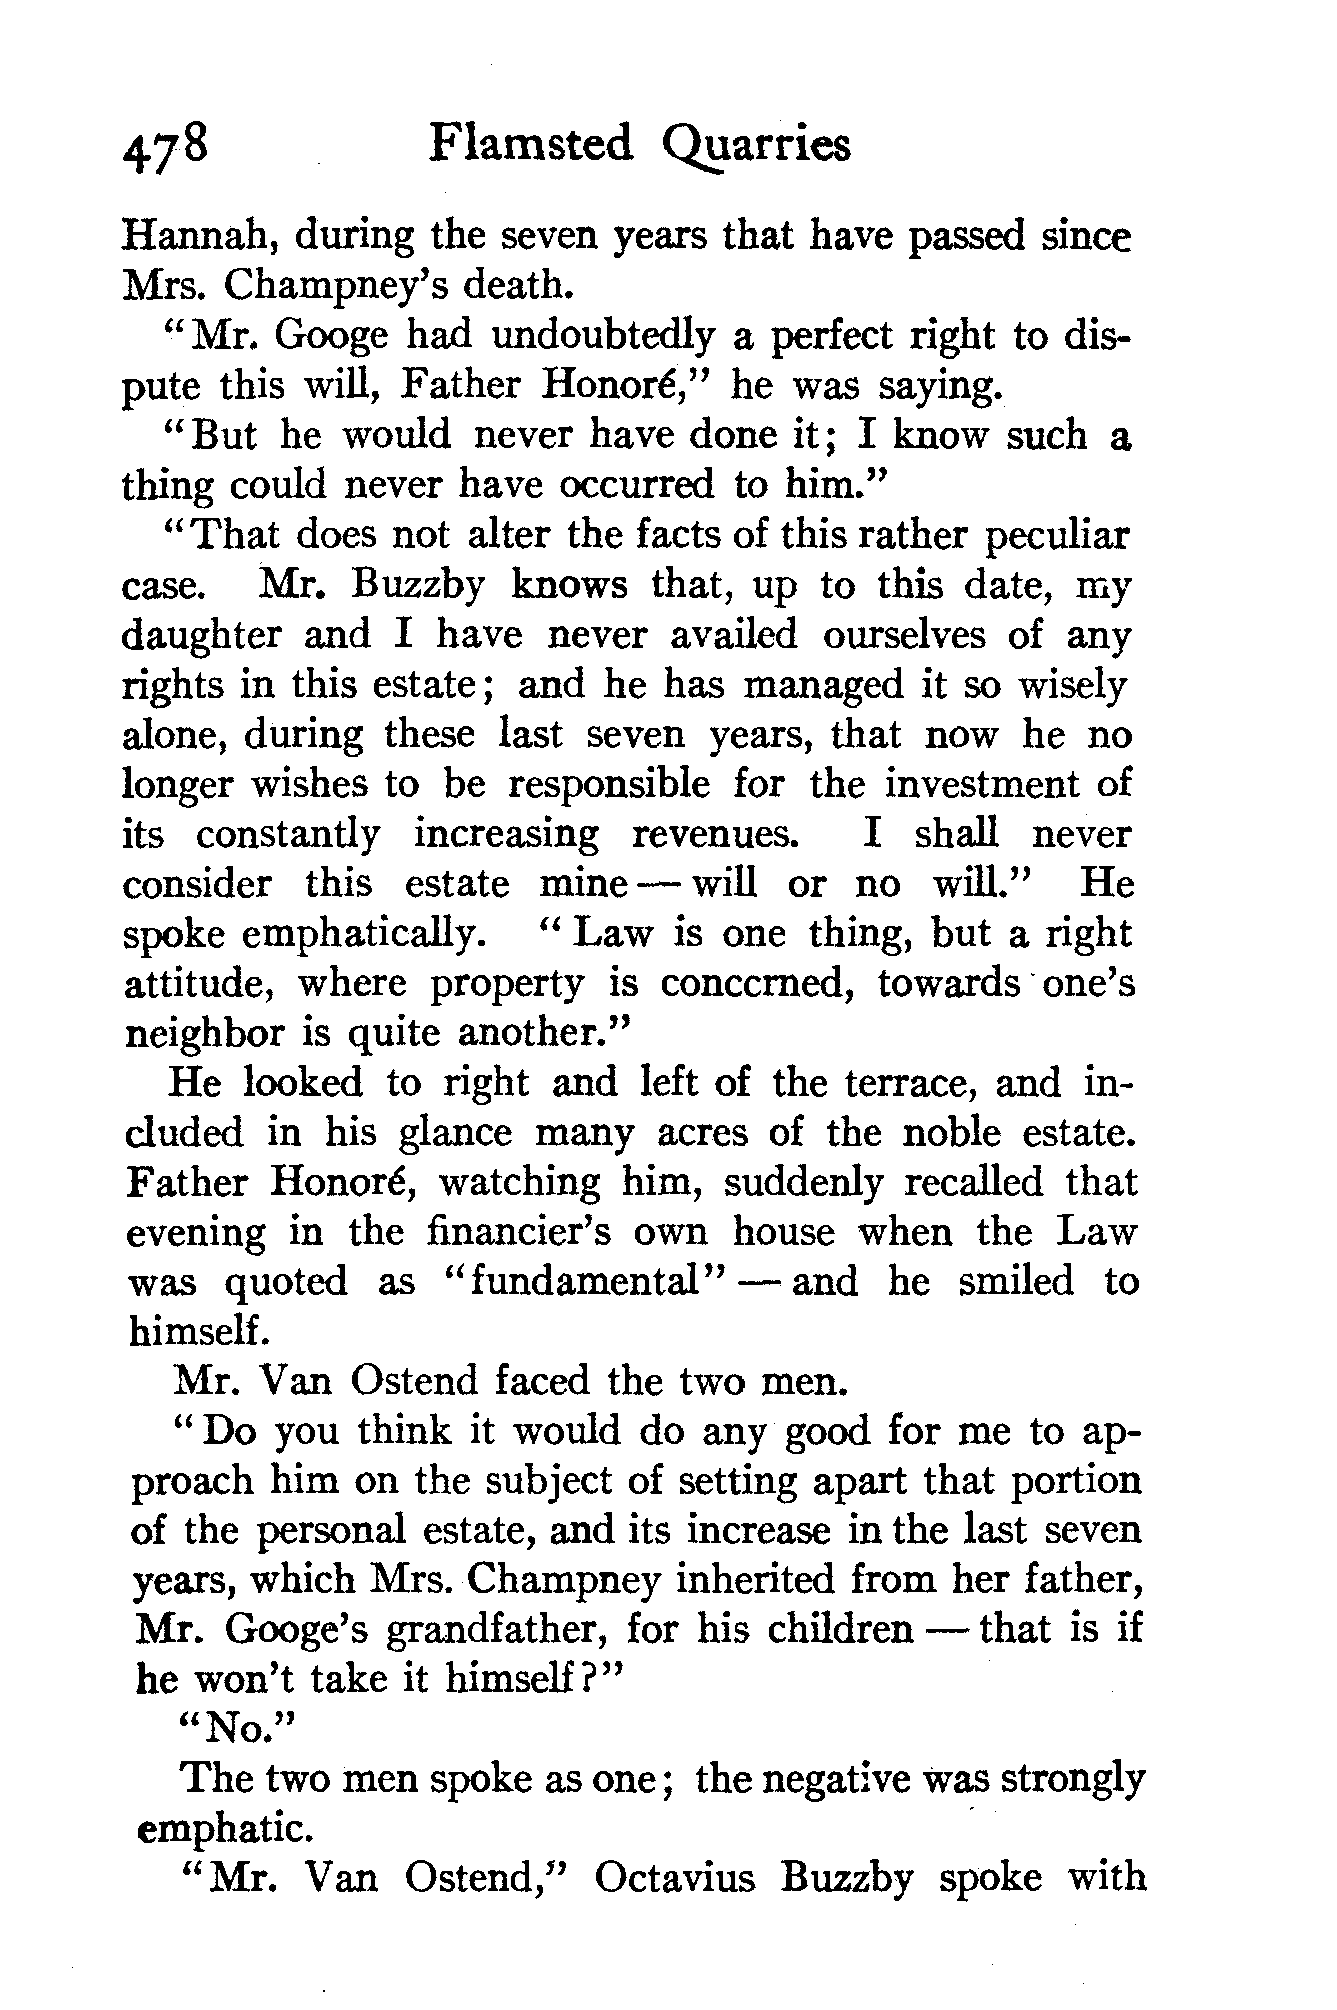 478 Flamsted Quarries
Hannah, during the seven years that have passed since
Mrs. Champney's death.
"Mr. Googe had undoubtedly a perfect right to dis-
pute this will, Father Honoré," he was saying.
"But he would never have done it; I know such a
thing could never have occurred to him."
"That does not alter the facts of this rather peculiar
case. Mr. Buzzby knows that, up to this date, my
daughter and I have never availed ourselves of any
rights in this estate; and he has managed it so wisely
alone, during these last seven years, that now he no
longer wishes to be responsible for the investment of
its constantly increasing revenues. I shall never
consider this estate mine — will or no will." He
spoke emphatically. "Law is one thing, but a right
attitude, where property is concerned, towards one's
neighbor is quite another."
He looked to right and left of the terrace, and in-
cluded in his glance many acres of the noble estate.
Father Honoré, watching him, suddenly recalled that
evening in the financier's own house when the Law
was quoted as "fundamental" — and he smiled to
himself.
Mr. Van Ostend faced the two men.
"Do you think it would do any good for me to ap-
proach him on the subject of setting apart that portion
of the personal estate, and its increase in the last seven
years, which Mrs. Champney inherited from her father,
Mr. Googe's grandfather, for his children — that is if
he won't take it himself?"
"No."
The two men spoke as one; the negative was strongly
emphatic.
"Mr. Van Ostend," Octavius Buzzby spoke with